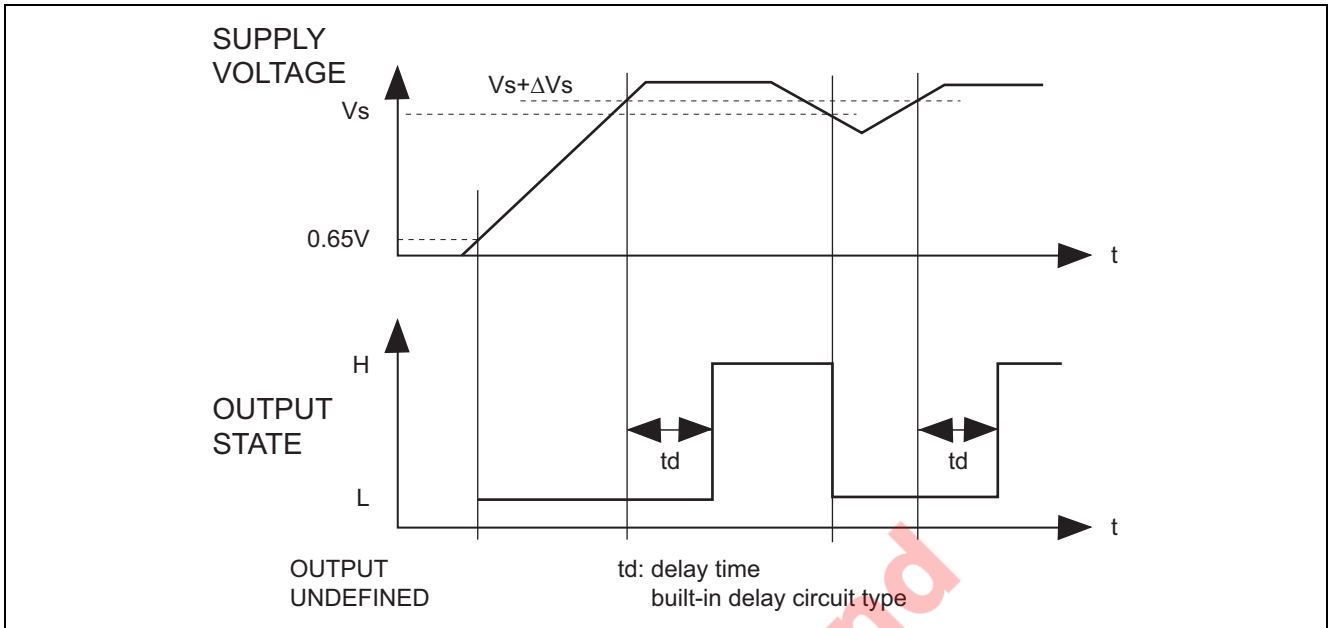 SUPPLY
VOLTAGE
Vs+ΔVs
Vs
0.65V
t
H
OUTPUT
STATE
td
td
L
t
OUTPUT
UNDEFINED
td: delay time
built-in delay circuit type
nd